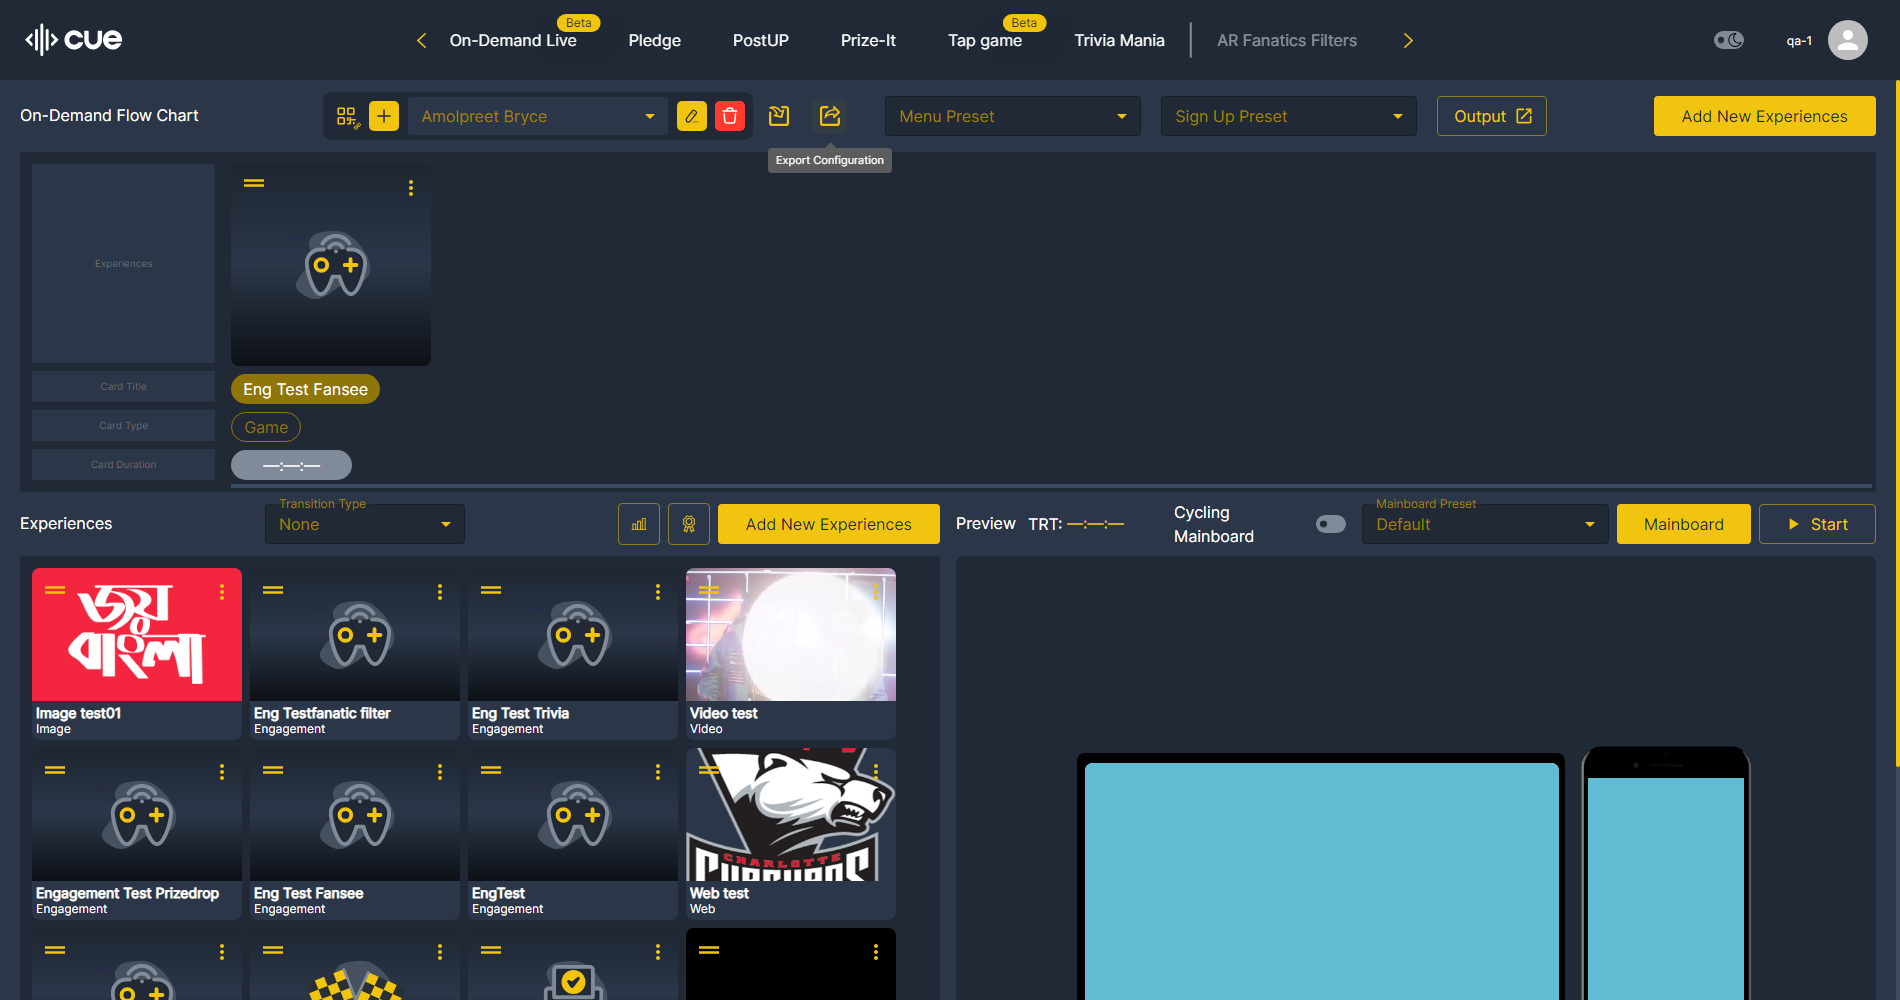 cue
Beta
Beta
On-Demand Live
Pledge
PostUP
Prize-It
Tap game
Trivia Mania
AR Fanatics Filters
qa-1
On-Demand Flow Chart
Amolpreet Bryce
Menu Preset
Sign Up Preset
Output
Add New Experiences
Export Configuration
Experiences
Card Title
Eng Test Fansee
Card Type
Game
Card Duration
—:—:—
Experiences
Transition Type
None
Add New Experiences
Preview
TRT: —:—:—
Cycling
Mainboard
Mainboard Preset
Default
Mainboard
Start
জয়
বাংলা
Image test01
Image
Eng Testfanatic filter
Engagement
Eng Test Trivia
Engagement
Video test
Video
Engagement Test Prizedrop
Engagement
Eng Test Fansee
Engagement
EngTest
Engagement
CHARLOTTE
Web test
Web